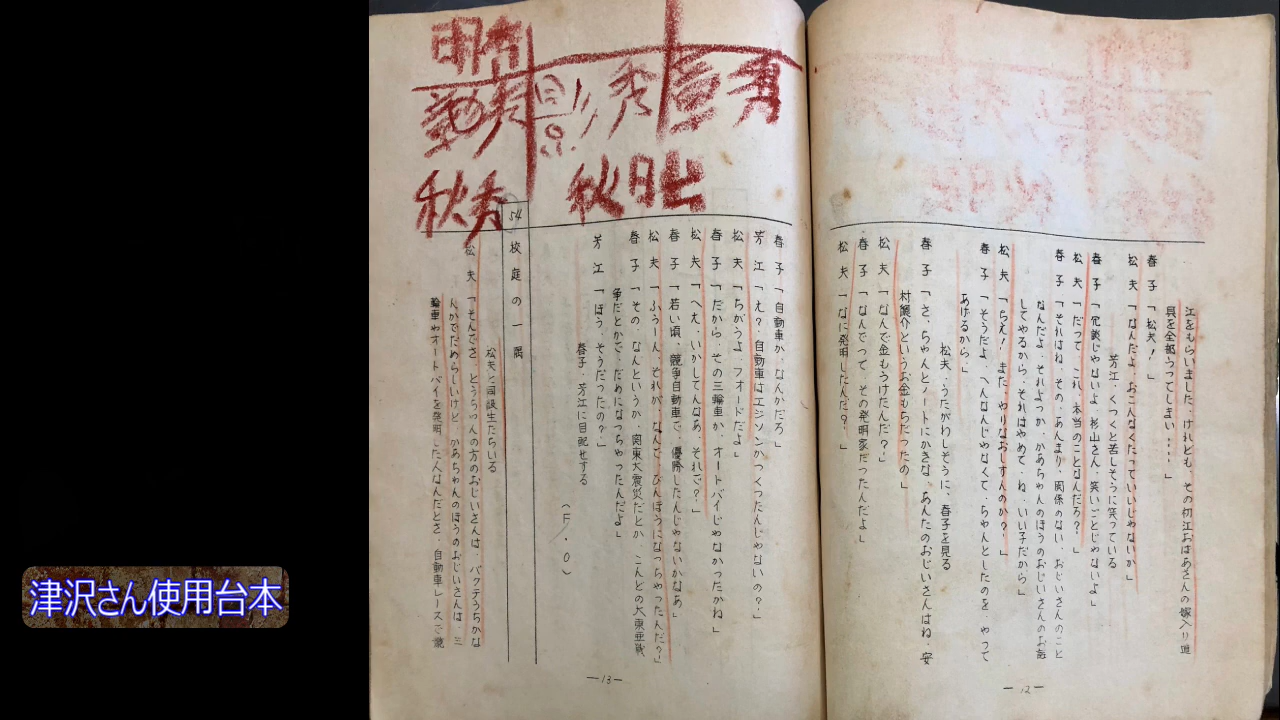 江をもらいました、けれども、その初江おばあさんの嫁入り道
具を全部うってしまい‥‥」
春子「松夫!」
松夫「なんだよ、おこんなくたっていいじゃないか」
芳江、くつくと苦しそうに笑っている
春子「冗談じゃないよ、杉山さん、笑いごとじゃないよ」
松夫「だって、これ、本当のことなんだろ?」
春子「それはね、その、あんまり、関係のない、おじいさんのこと
なんだよ、それよっか、かあちゃんのほうのおじいさんのお話
してやるから、それはやめて、ね、いい子だから」
松夫「ちえ!また、やりなおしすんのか?」
春子「そうだよ、へんなんじゃなくて、ちゃんとしたのを、やって
あげるから」
松夫、うたがわしそうに、春子を見る
春子「さ、ちゃんとノートにかきな、あんたのおじいさんはね、安
村儀介というお金もちだったの」
松夫「なんで金もうけたんだ?」
春子「なんでって、その発明家だったんだよ」
松夫「なに発明したんだ?」
—12—
春子「自動車か、なんかだろ」
芳江「え?自動車はエジソンかつくったんじゃないの?」
松夫「ちがうよ、フオードだよ」
春子「だから、その三輪車か、オートバイじゃなかったかね」
松夫「へえ、いかしてんなあ、それで?」
春子「若い頃、競争自動車で、優勝したんじゃないかなあ」
松夫「ふうーん、それが、なんで、びんぼうになっちゃったんだ?」
春子「その、なんというか、関東大震災だとか、こんどの大東亜戦
争だとかで、だめになっちゃったんだよ」
芳江「ほう、そうだったの?」
春子、芳江に目配せする
(F・O)
54 校庭の一隅
松夫と同級生たちいる
松夫「そんでさ、とうちゃんの方のおじいさんは、バクテうちかな
んかでだめらしいけど、かあちゃんのほうのおじいさんは、三
輪車やオートバイを発明した人なんだとさ、自動車レースで優
—13—
津沢さん使用台本